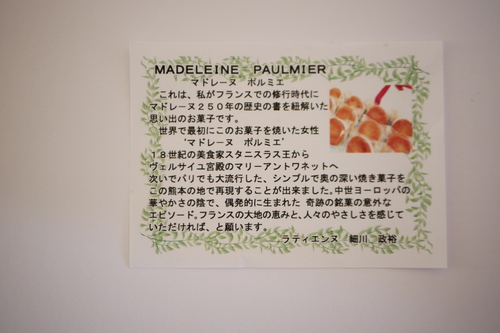 MADELEINE PAULMIER
マドレーヌ ポルミエ
これは、私がフランスでの修行時代に
マドレーヌ250年の歴史の書を紐解いた
思い出のお菓子です。
世界で最初にこのお菓子を焼いた女性
'マドレーヌ ポルミエ'
18世紀の美食家スタニスラス王から
ヴェルサイユ宮殿のマリーアントワネットへ
次いでパリでも大流行した、シンプルで奥の深い焼き菓子を
この熊本の地で再現することが出来ました。中世ヨーロッパの
華やかさの陰で、偶発的に生まれた 奇跡の銘菓の意外な
エピソード。フランスの大地の恵みと、人々のやさしさを感じて
いただければ、と願います。
ラティエンヌ 細川 政裕